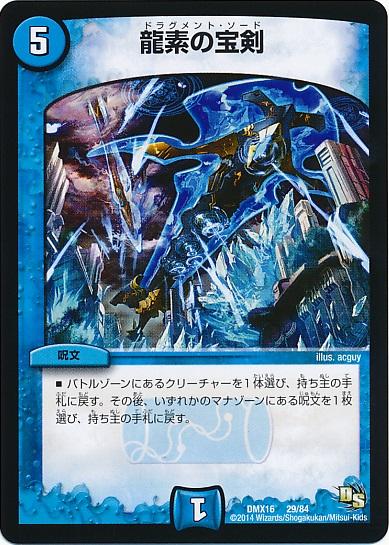 5
ドラグメント・ソード
龍素の宝剣
呪文
illus. acguy
■ バトルゾーンにあるクリーチャーを1体選び、持ち主の手
札に戻す。その後、いずれかのマナゾーンにある呪文を1枚
選び、持ち主の手札に戻す。
1
DMX16 29/84
©2014 Wizards/Shogakukan/Mitsui-Kids
DS